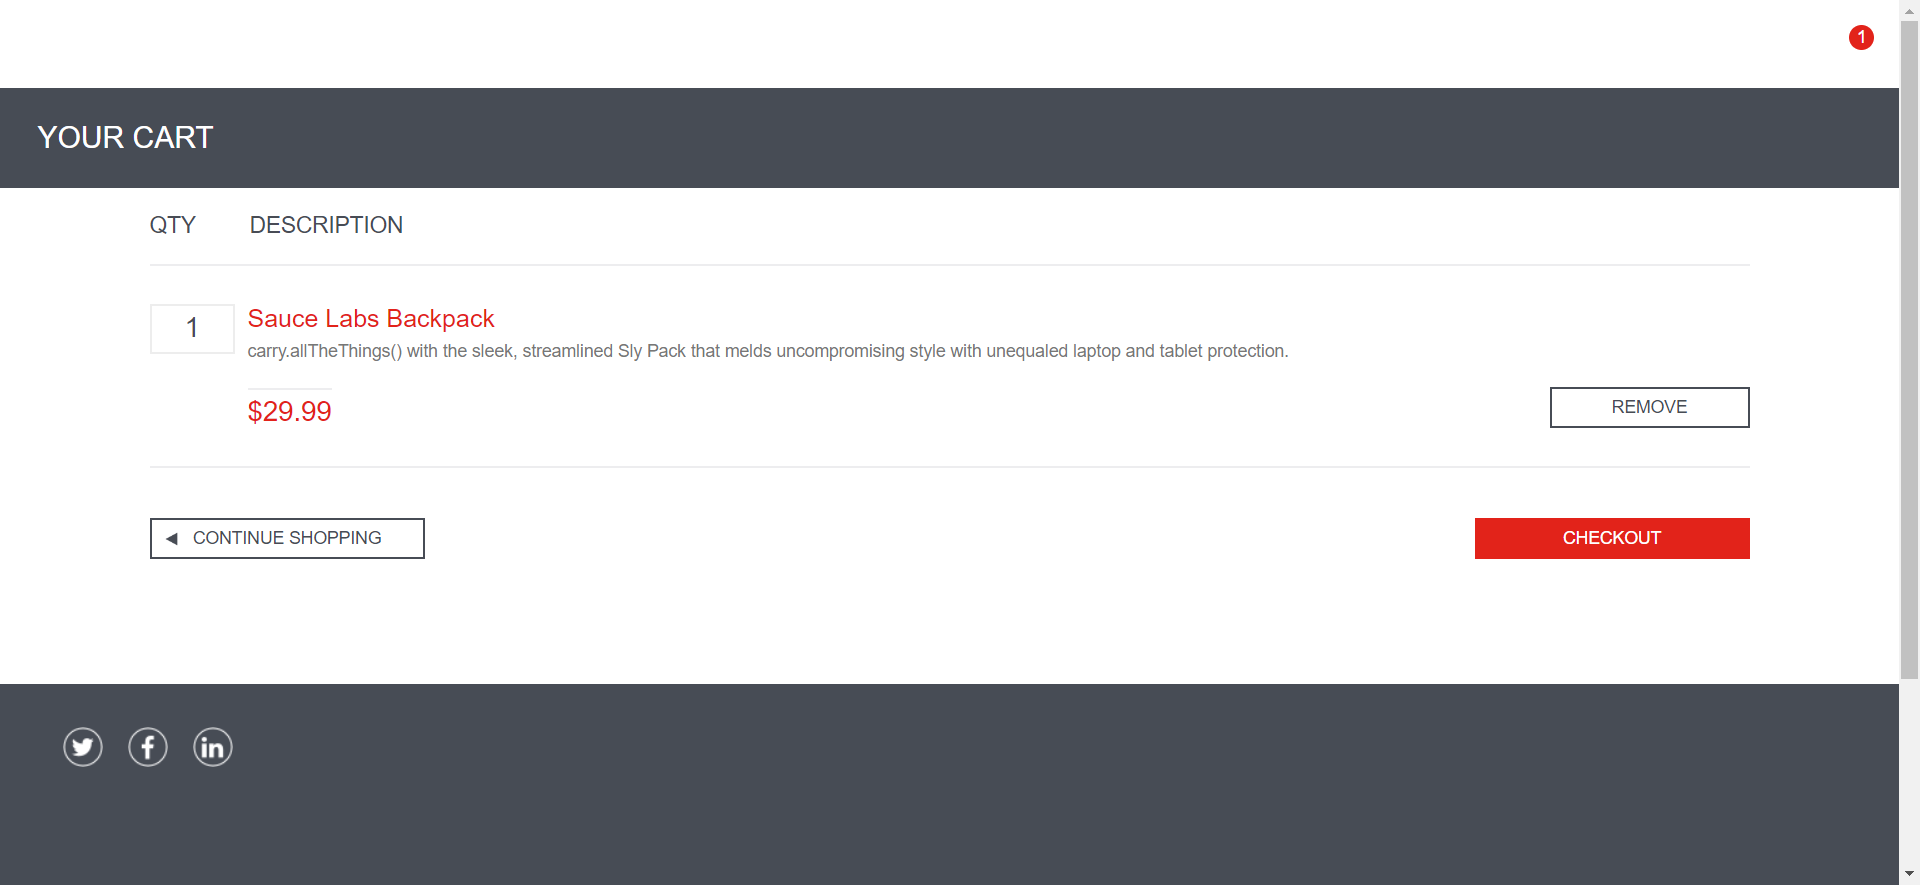 1
YOUR CART
QTY DESCRIPTION
1 Sauce Labs Backpack
carry.allTheThings() with the sleek, streamlined Sly Pack that melds uncompromising style with unequaled laptop and tablet protection.
$29.99 REMOVE
CONTINUE SHOPPING CHECKOUT